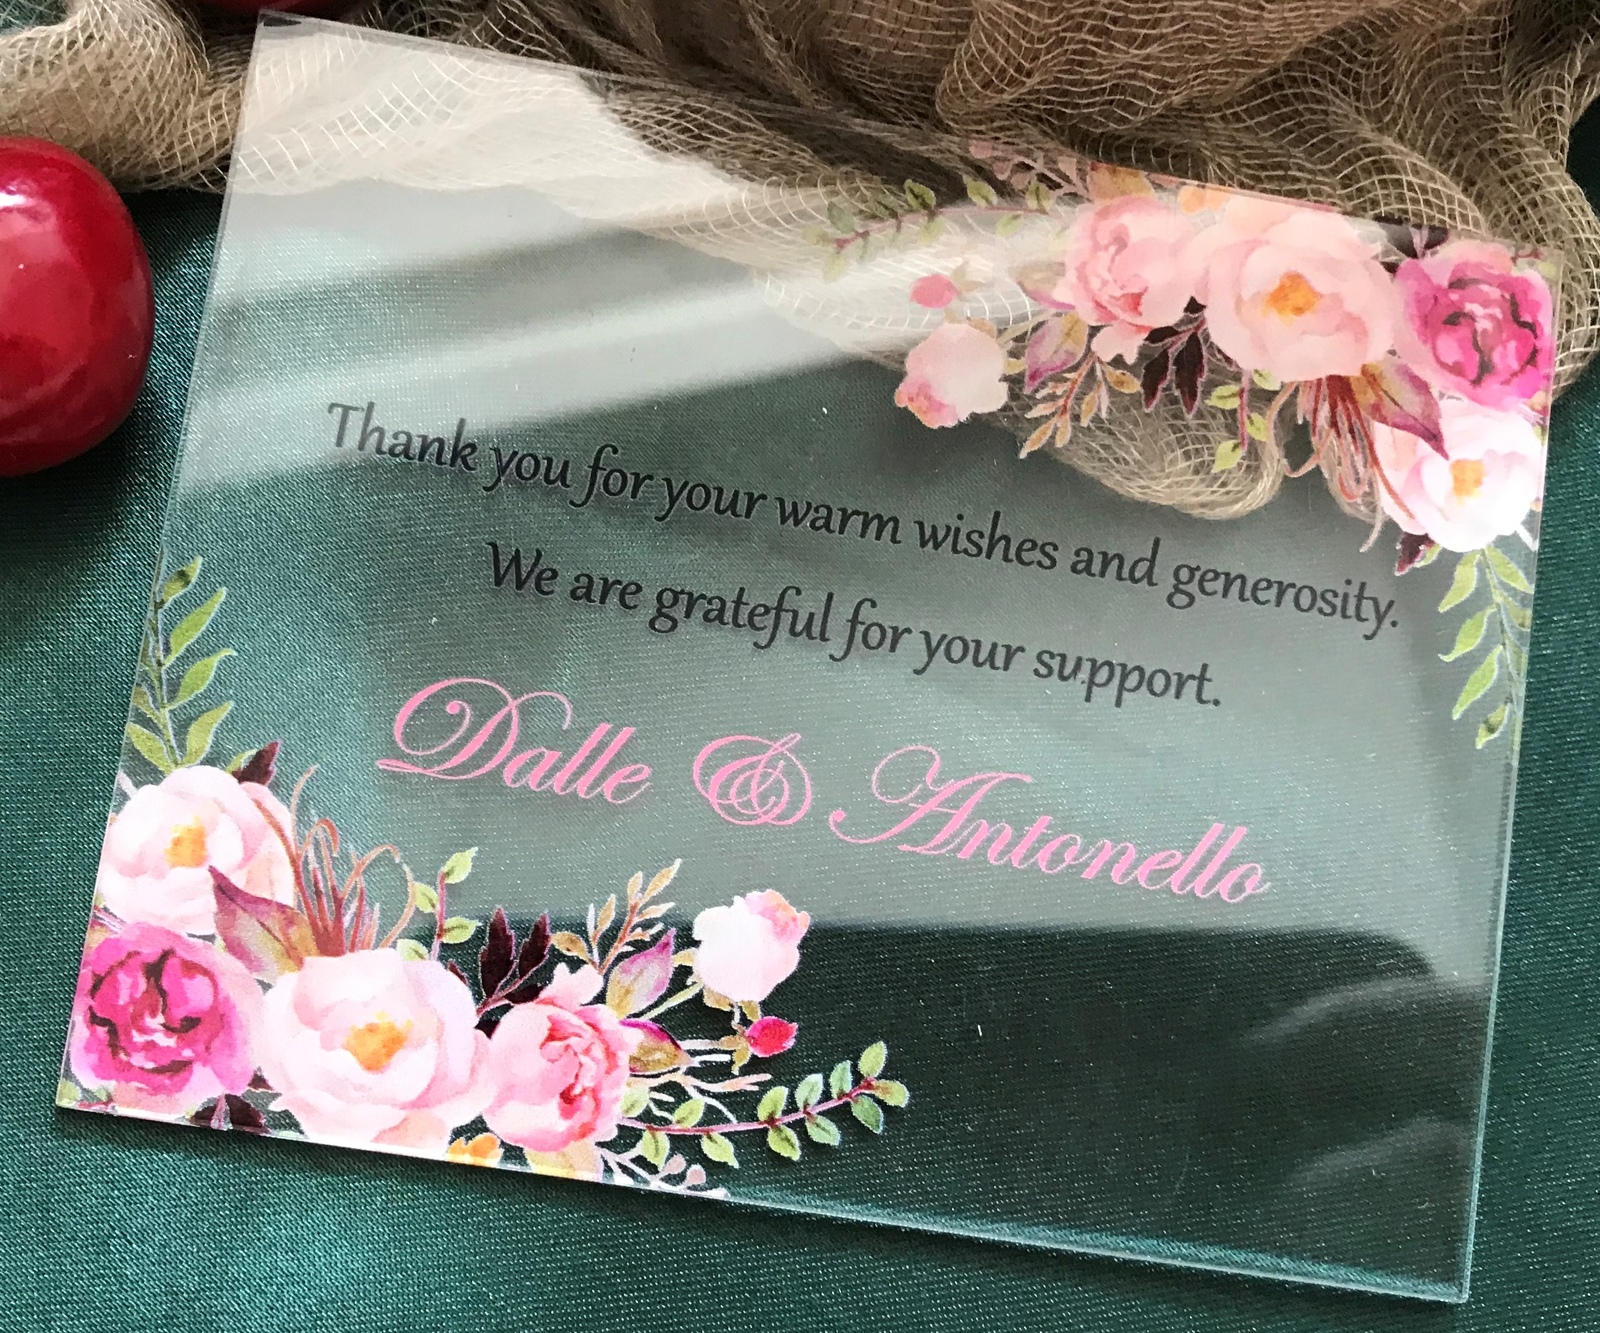 Thank you for your warm wishes and generosity.
We are grateful for your support.
Dalle & Antonello